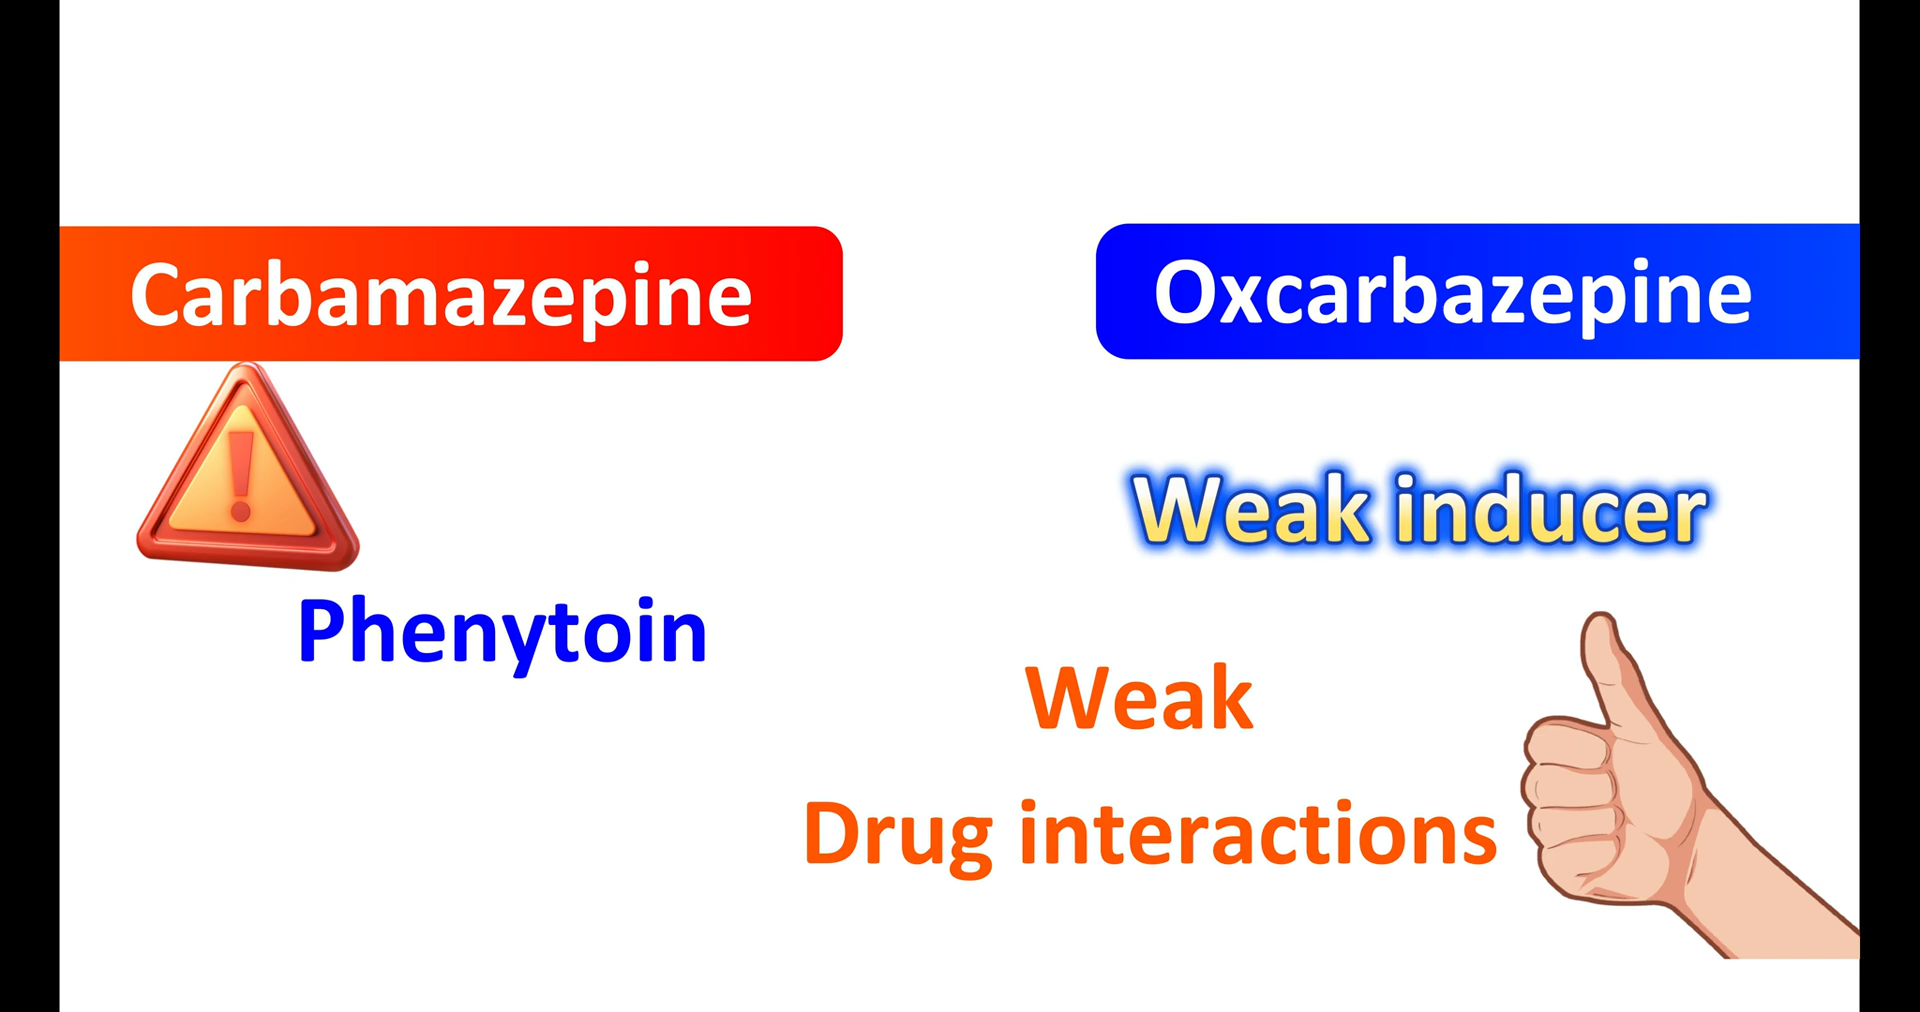 Carbamazepine
Oxcarbazepine
Weak inducer
Phenytoin
Weak
Drug interactions